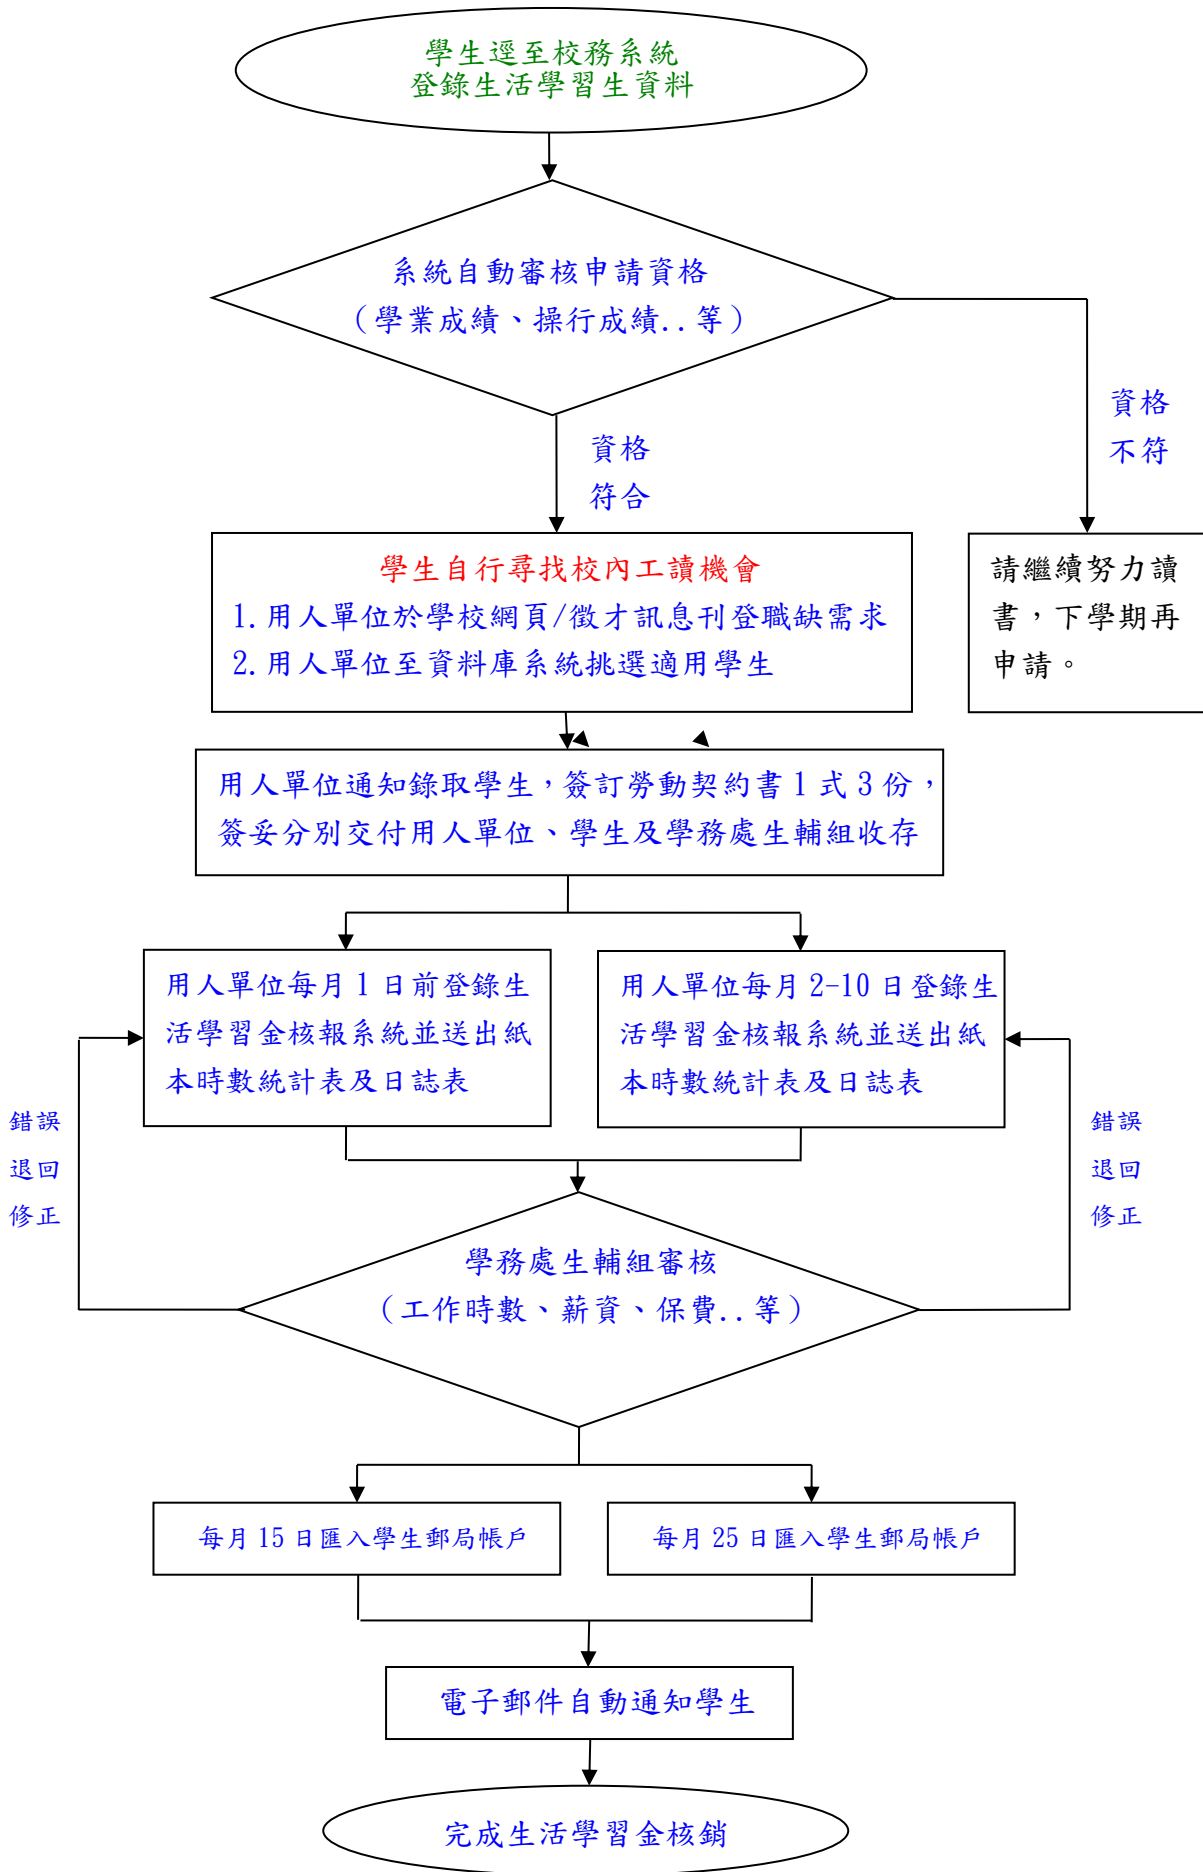 學生逕至校務系統
登錄生活學習生資料
系統自動審核申請資格
（學業成績、操行成績..等）
資格
不符
資格
符合
學生自行尋找校內工讀機會
1.用人單位於學校網頁/徵才訊息刊登職缺需求
2.用人單位至資料庫系統挑選適用學生
請繼續努力讀
書，下學期再
申請。
用人單位通知錄取學生，簽訂勞動契約書1式3份，
簽妥分別交付用人單位、學生及學務處生輔組收存
用人單位每月1日前登錄生
活學習金核報系統並送出紙
本時數統計表及日誌表
用人單位每月2-10日登錄生
活學習金核報系統並送出紙
本時數統計表及日誌表
錯誤
退回
修正
錯誤
退回
修正
學務處生輔組審核
（工作時數、薪資、保費..等）
每月15日匯入學生郵局帳戶
每月25日匯入學生郵局帳戶
電子郵件自動通知學生
完成生活學習金核銷